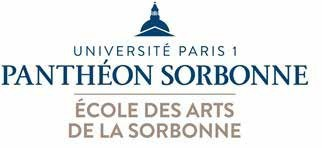 UNIVERSITÉ PARIS 1
PANTHÉON SORBONNE
ÉCOLE DES ARTS
DE LA SORBONNE